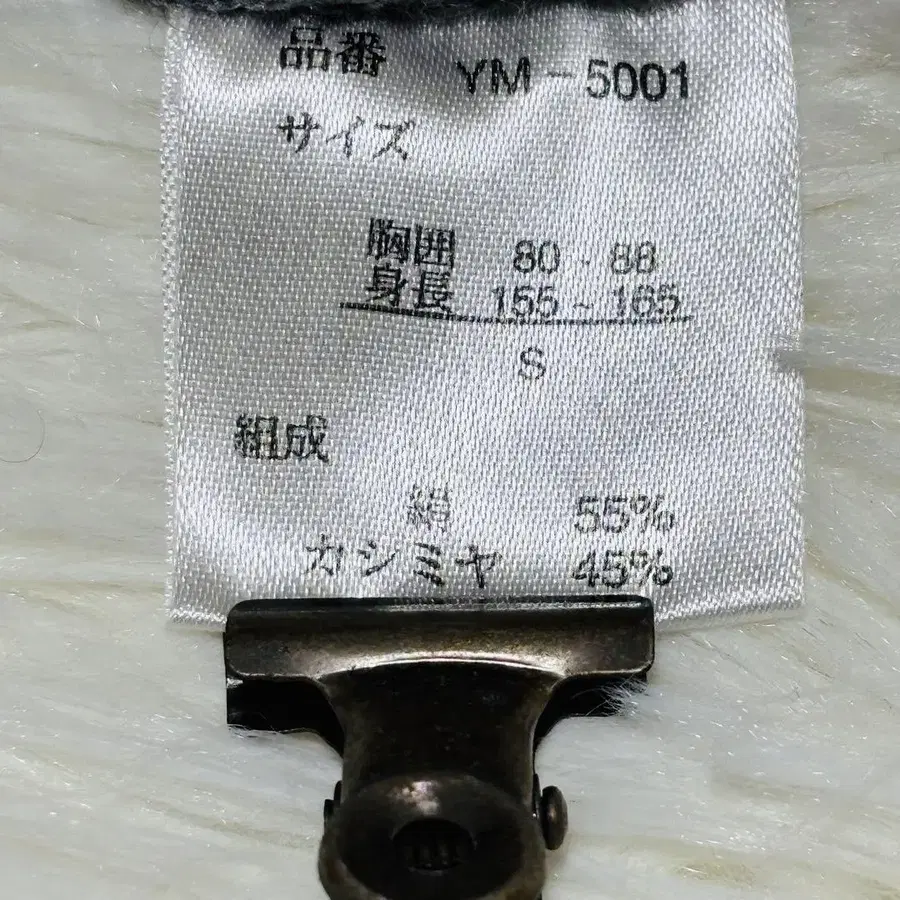 品番 YM-5001
サイズ
胸囲 80 - 88
身長 155 ~ 165
S
組成
絹 55%
カシミヤ 45%